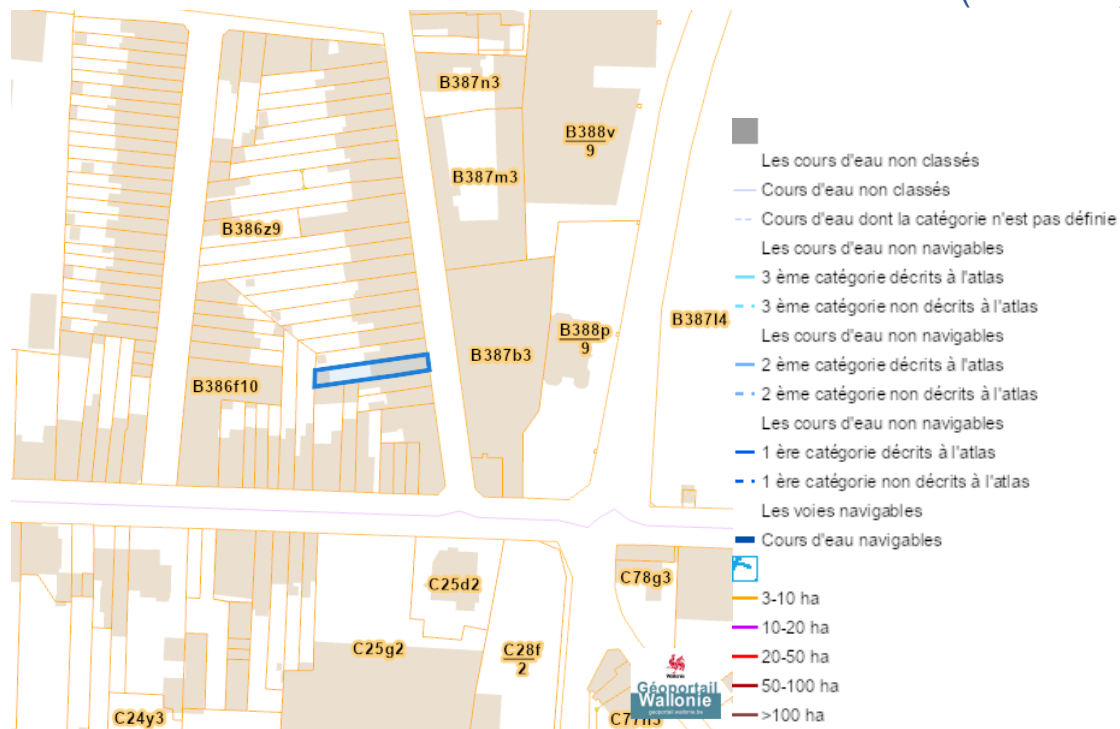 B387n3
B388v
9
B387m3
B386z9
B387l4
B388p
9
B387b3
B386f10
C25d2
C78g3
C25g2
C28f
2
C24y3
Wallonie
Géoportail
Wallonie
geoportail.wallonie.be
Les cours d'eau non classés
Cours d'eau non classés
Cours d'eau dont la catégorie n'est pas définie
Les cours d'eau non navigables
3 ème catégorie décrits à l'atlas
3 ème catégorie non décrits à l'atlas
Les cours d'eau non navigables
2 ème catégorie décrits à l'atlas
2 ème catégorie non décrits à l'atlas
Les cours d'eau non navigables
1 ère catégorie décrits à l'atlas
1 ère catégorie non décrits à l'atlas
Les voies navigables
Cours d'eau navigables
3-10 ha
10-20 ha
20-50 ha
50-100 ha
>100 ha